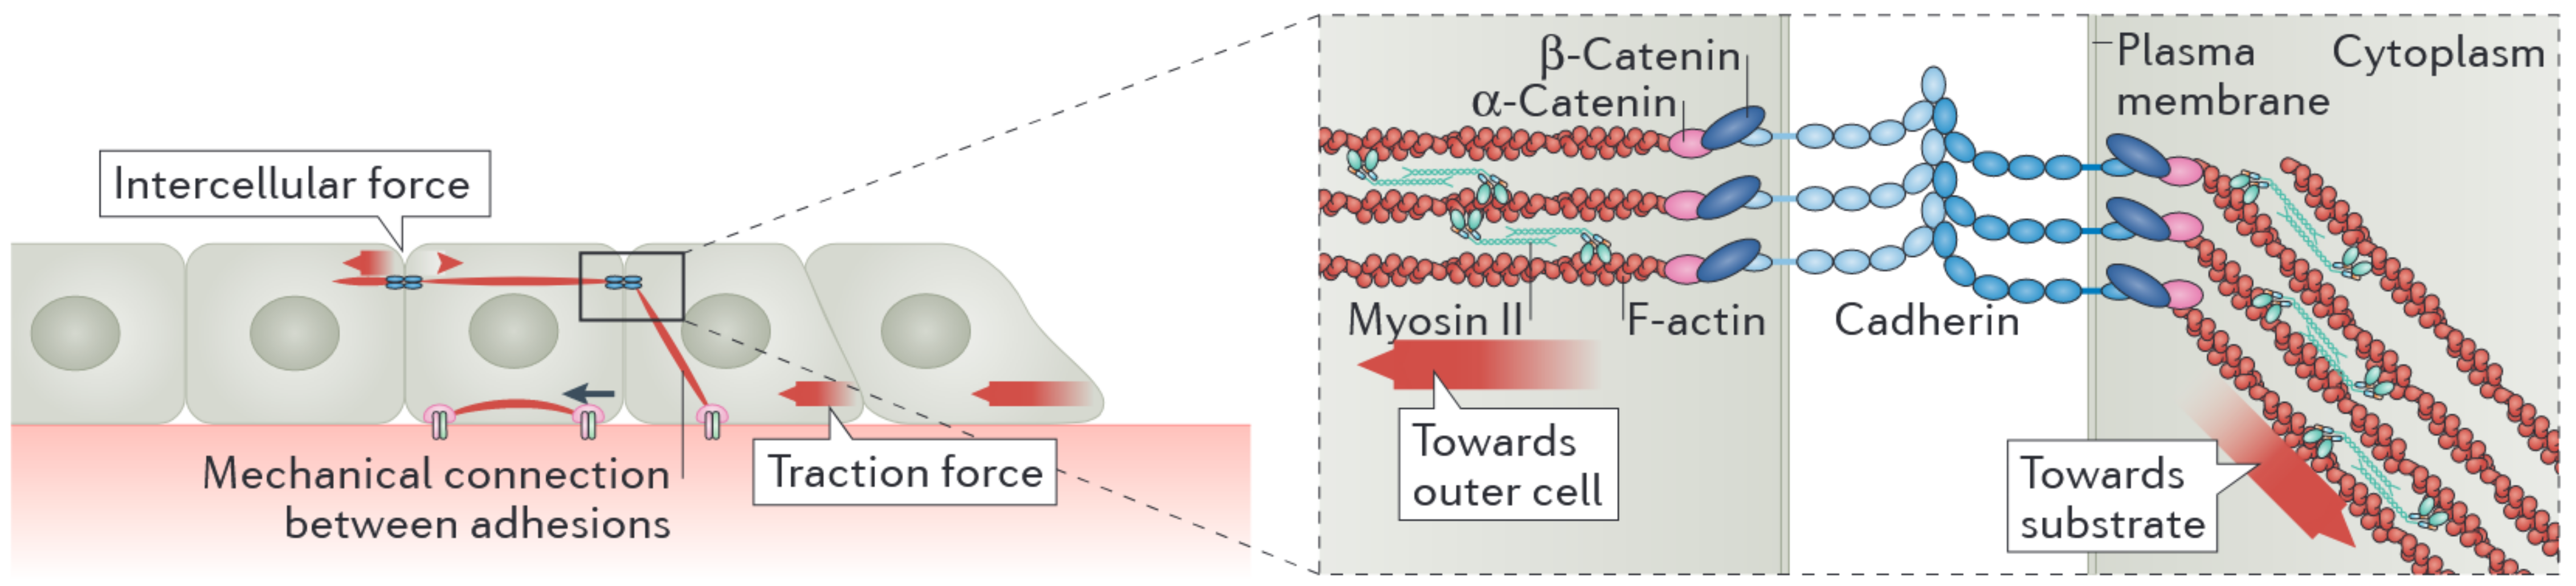 Intercellular force
Mechanical connection
between adhesions
Traction force
β-Catenin
α-Catenin
Myosin II
F-actin
Cadherin
Plasma
membrane
Cytoplasm
Towards
outer cell
Towards
substrate